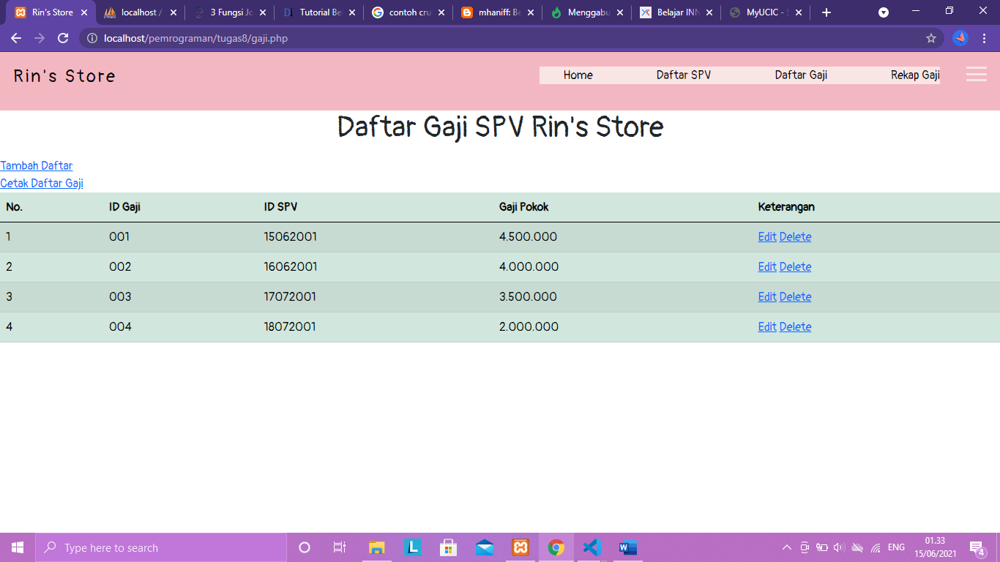 Rin's Store
localhost /
3 Fungsi Jo
Tutorial Be
contoh cru
mhaniff: Be
Menggabu
Belajar INN
MyUCIC - S
localhost/pemrograman/tugas8/gaji.php
Rin's Store
Home Daftar SPV Daftar Gaji Rekap Gaji
Daftar Gaji SPV Rin's Store
Tambah Daftar
Cetak Daftar Gaji
No. ID Gaji ID SPV Gaji Pokok Keterangan
1 001 15062001 4.500.000 Edit Delete
2 002 16062001 4.000.000 Edit Delete
3 003 17072001 3.500.000 Edit Delete
4 004 18072001 2.000.000 Edit Delete
Type here to search
ENG
01.33
15/06/2021
4